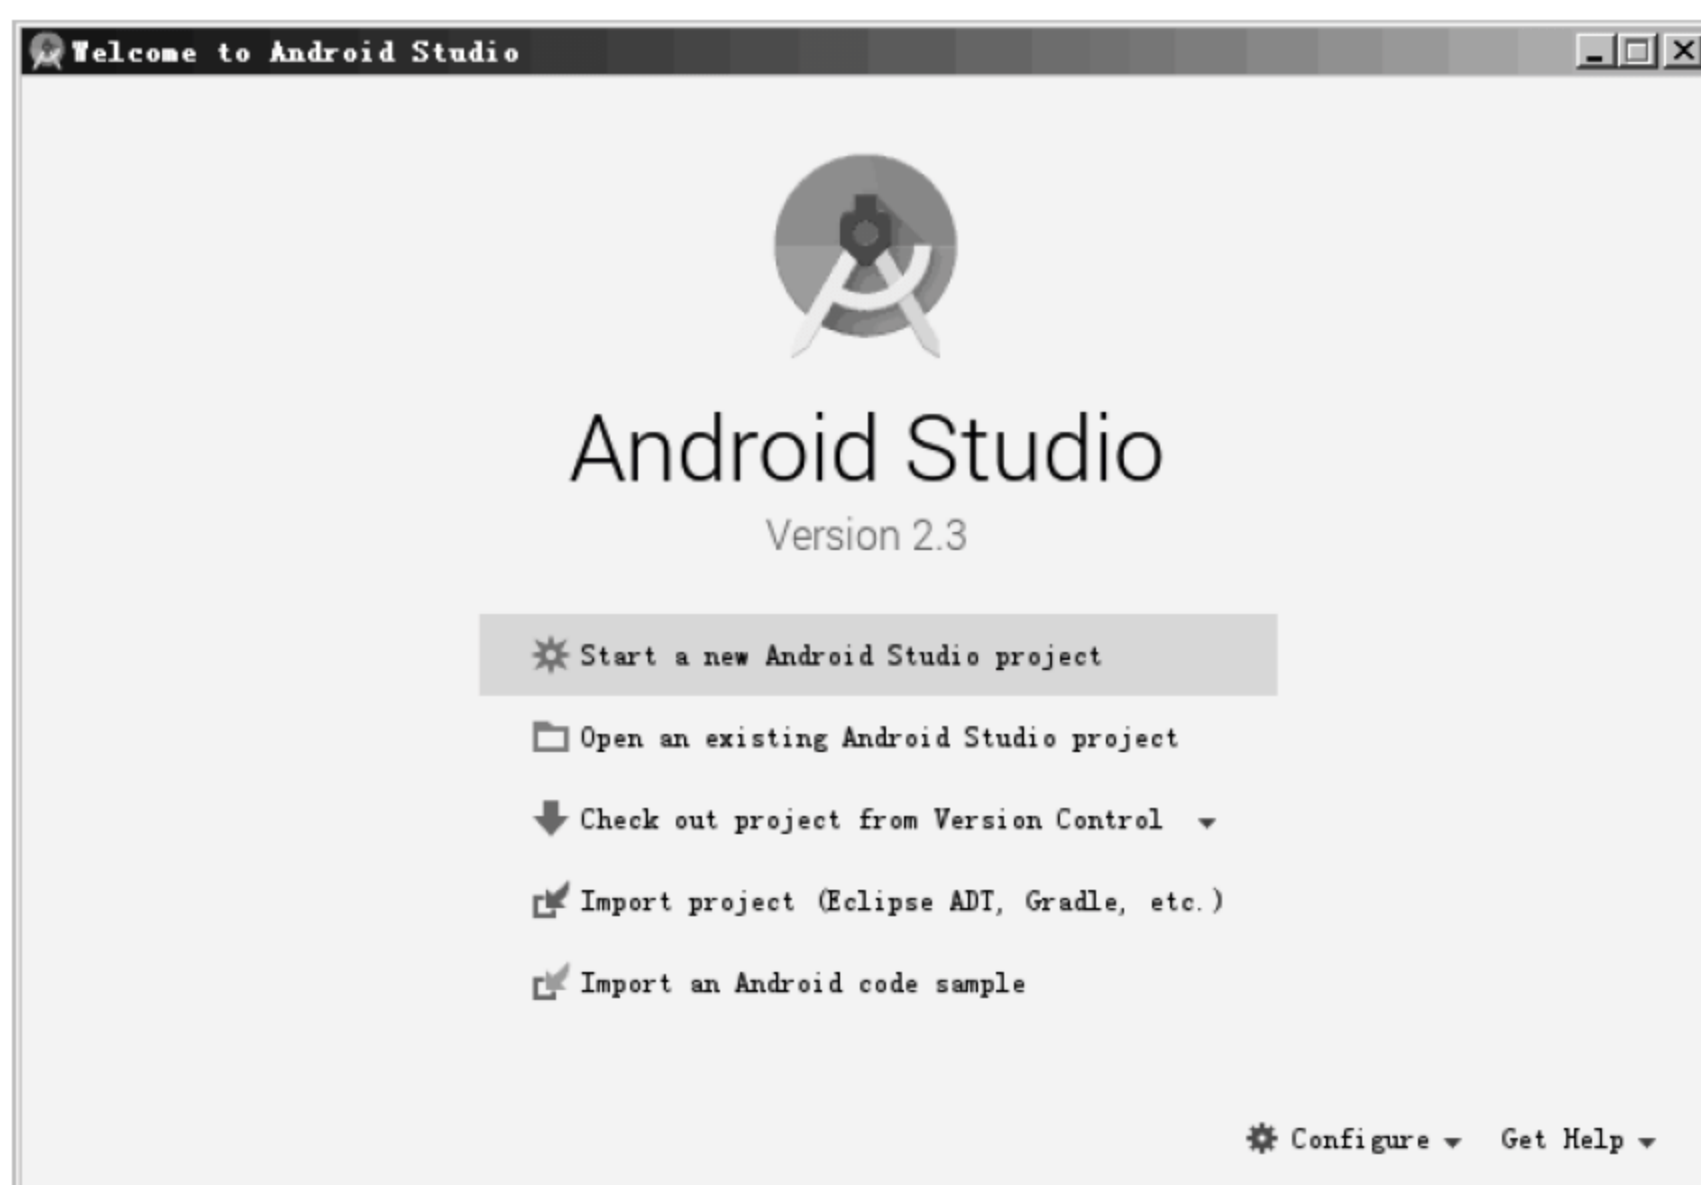 Welcome to Android Studio
Android Studio
Version 2.3
Start a new Android Studio project
Open an existing Android Studio project
Check out project from Version Control
Import project (Eclipse ADT, Gradle, etc.)
Import an Android code sample
Configure
Get Help